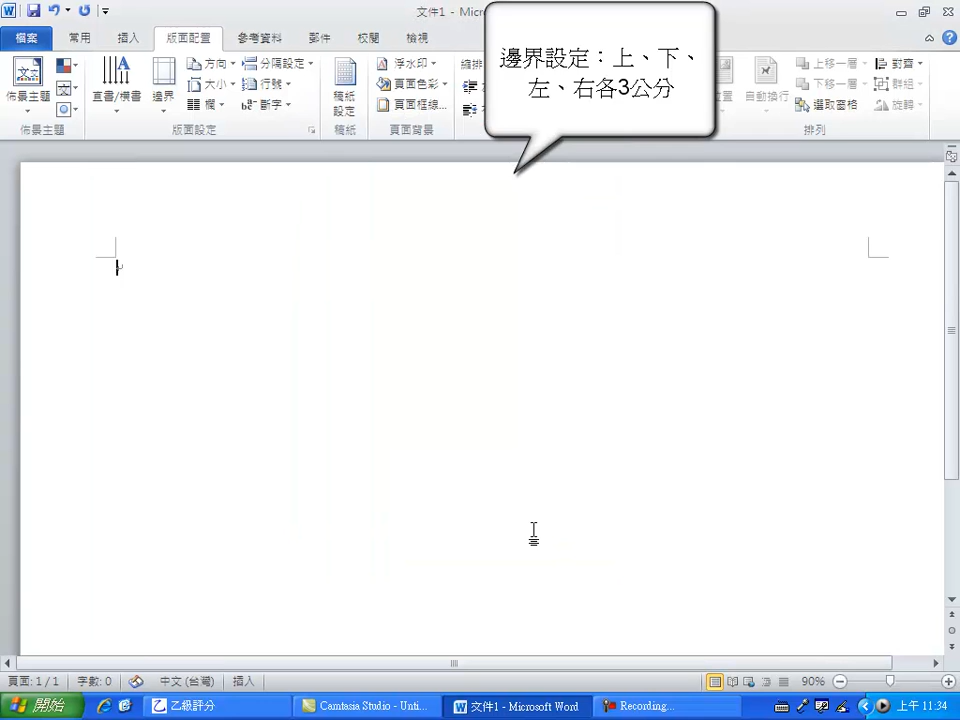 文件1 - Micr
檔案 常用 插入 版面配置 參考資料 郵件 校閱 檢視
邊界設定：上、下、
左、右各3公分
方向 分隔設定 浮水印
佈景主題 直書/橫書 邊界 大小 行號 稿紙 設定 頁面色彩
欄 斷字 頁面框線...
上移一層 對齊
自動換行 下移一層 群組
選取窗格 旋轉
佈景主題 版面設定 稿紙 頁面背景 排列
頁面: 1 / 1 字數: 0 中文 (台灣) 插入 90%
開始 乙級評分 Camtasia Studio - Unti... 文件1 - Microsoft Word Recording... 上午 11:34